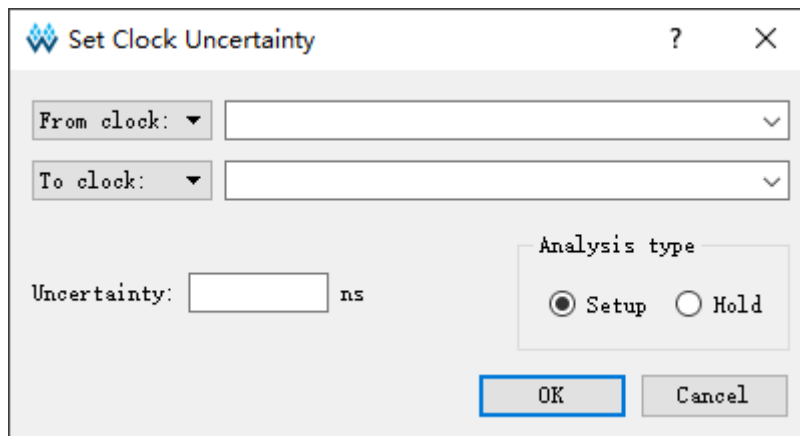 Set Clock Uncertainty ?
From clock:
To clock:
Analysis type
Uncertainty: ns Setup Hold
OK Cancel